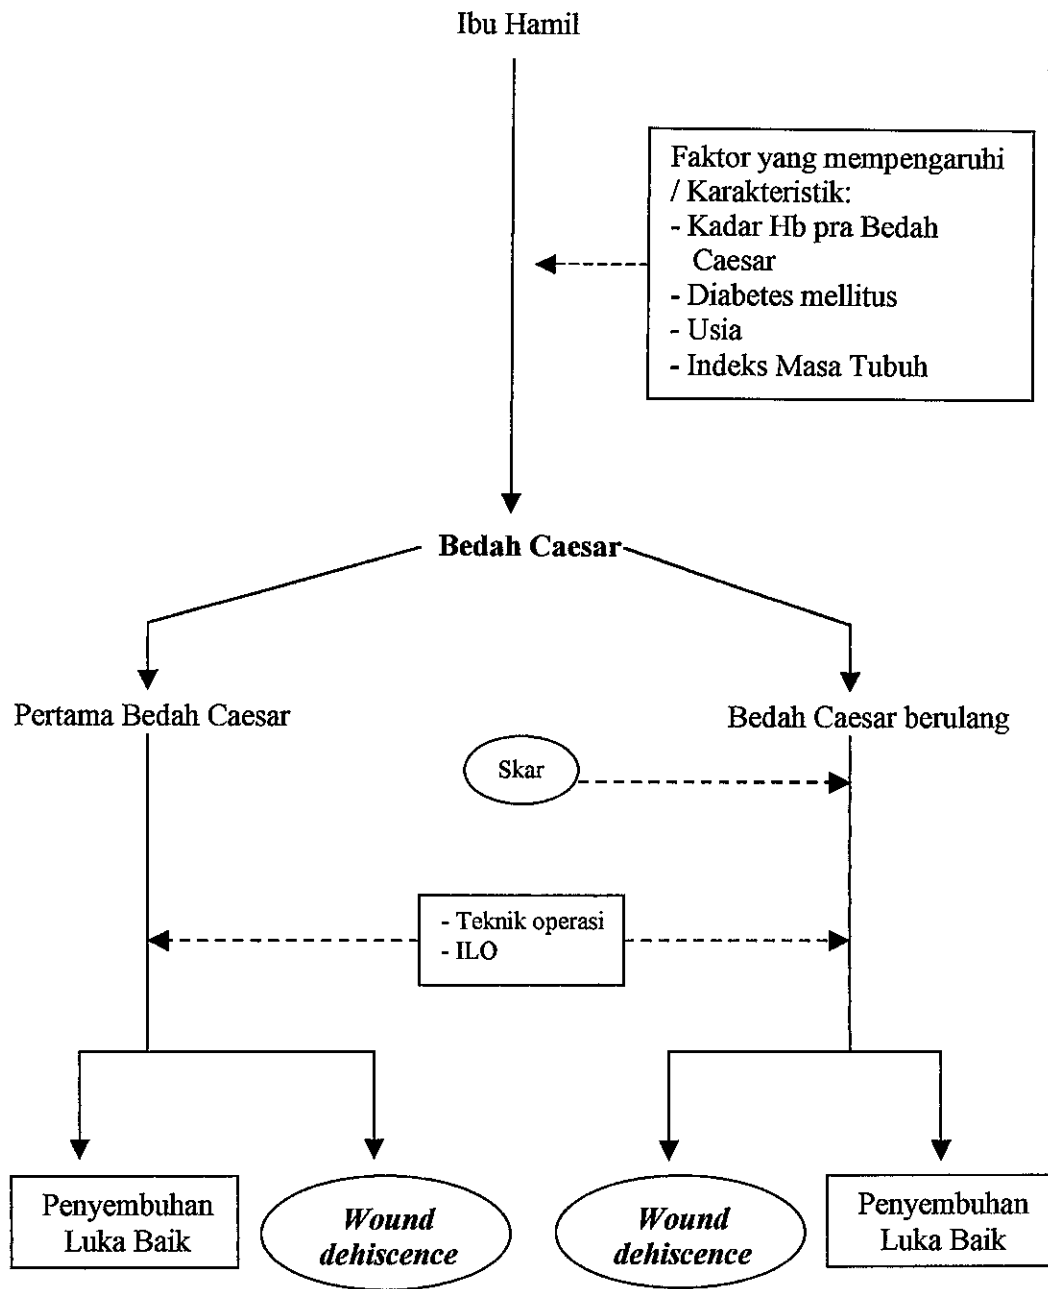 Ibu Hamil
Faktor yang mempengaruhi
/ Karakteristik:
- Kadar Hb pra Bedah
Caesar
- Diabetes mellitus
- Usia
- Indeks Masa Tubuh
Bedah Caesar
Pertama Bedah Caesar
Bedah Caesar berulang
Skar
- Teknik operasi
- ILO
Penyembuhan
Luka Baik
Wound
dehiscence
Wound
dehiscence
Penyembuhan
Luka Baik